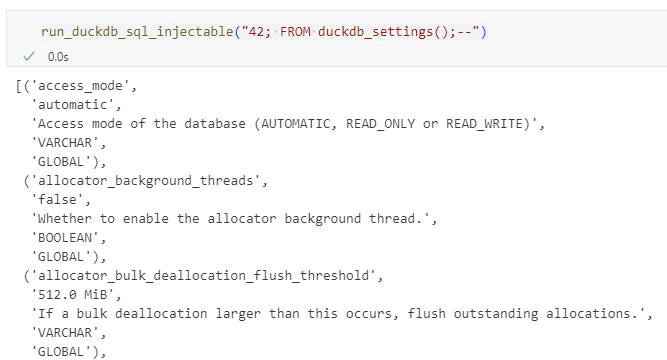 run_duckdb_sql_injectable("42; FROM duckdb_settings();--")
0.0s
[('access_mode',
'automatic',
'Access mode of the database (AUTOMATIC, READ_ONLY or READ_WRITE)',
'VARCHAR',
'GLOBAL'),
('allocator_background_threads',
'false',
'Whether to enable the allocator background thread.',
'BOOLEAN',
'GLOBAL'),
('allocator_bulk_deallocation_flush_threshold',
'512.0 MiB',
'If a bulk deallocation larger than this occurs, flush outstanding allocations.',
'VARCHAR',
'GLOBAL'),